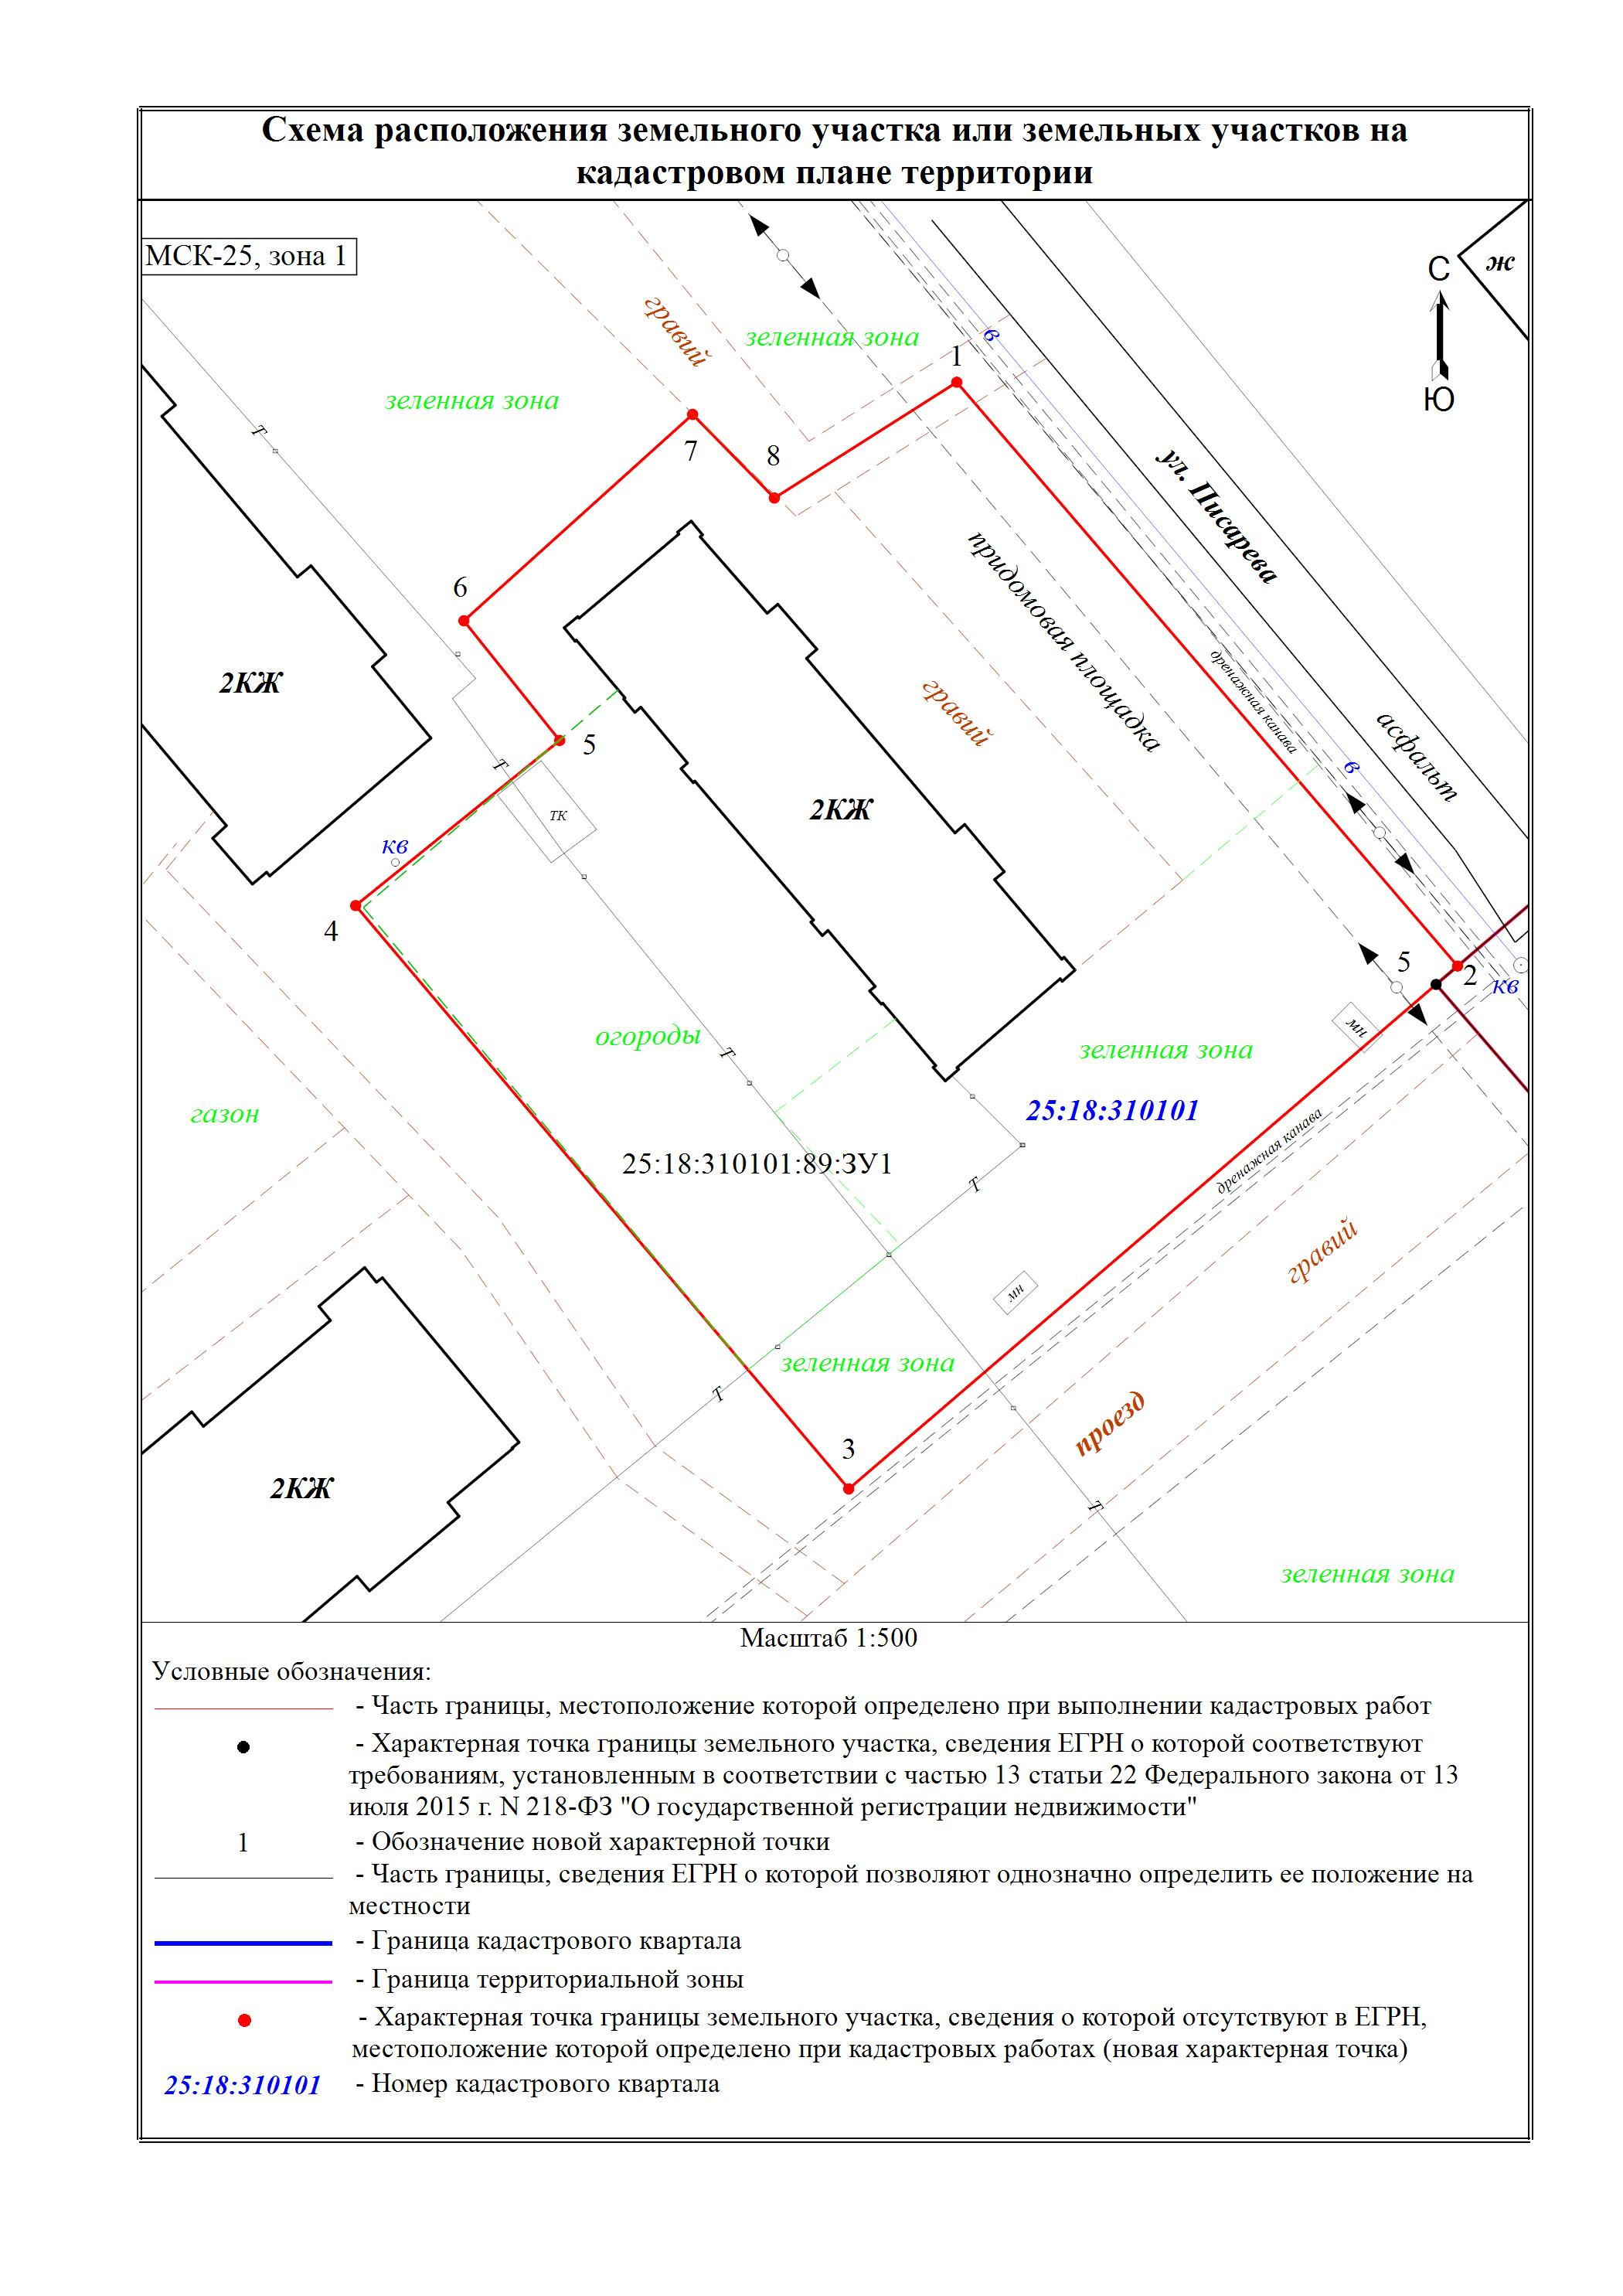 Схема расположения земельного участка или земельных участков на
кадастровом плане территории
МСК-25, зона 1
ж
С
Ю
гравий
зеленная зона
в
1
зеленная зона
Т
7
8
ул. Писарева
придомовая площадка
6
дренажная канава
2КЖ
гравий
асфальт
5
Т
в
2КЖ
ТК
кв
4
5
2
кв
мн
огороды
Т
зеленная зона
25:18:310101
газон
дренажная канава
25:18:310101:89:ЗУ1
Т
гравий
мн
зеленная зона
Т
проезд
3
2КЖ
Т
зеленная зона
Масштаб 1:500
Условные обозначения:
- Часть границы, местоположение которой определено при выполнении кадастровых работ
- Характерная точка границы земельного участка, сведения ЕГРН о которой соответствуют
требованиям, установленным в соответствии с частью 13 статьи 22 Федерального закона от 13
июля 2015 г. N 218-ФЗ "О государственной регистрации недвижимости"
1 - Обозначение новой характерной точки
- Часть границы, сведения ЕГРН о которой позволяют однозначно определить ее положение на
местности
- Граница кадастрового квартала
- Граница территориальной зоны
- Характерная точка границы земельного участка, сведения о которой отсутствуют в ЕГРН,
местоположение которой определено при кадастровых работах (новая характерная точка)
25:18:310101 - Номер кадастрового квартала